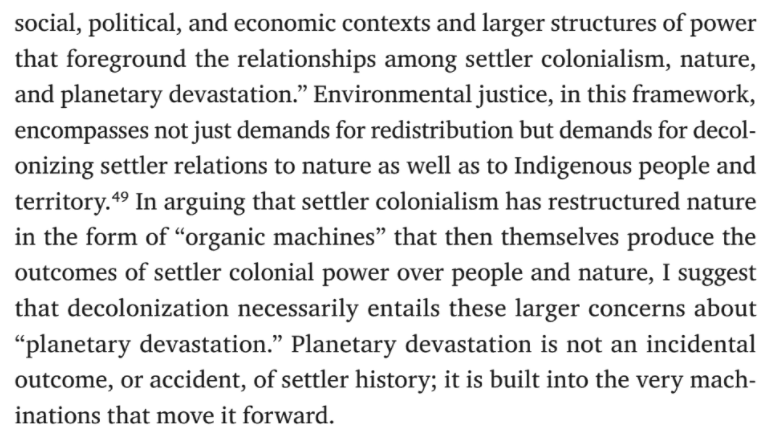 social, political, and economic contexts and larger structures of power
that foreground the relationships among settler colonialism, nature,
and planetary devastation.” Environmental justice, in this framework,
encompasses not just demands for redistribution but demands for decol-
onizing settler relations to nature as well as to Indigenous people and
territory.⁴⁹ In arguing that settler colonialism has restructured nature
in the form of “organic machines” that then themselves produce the
outcomes of settler colonial power over people and nature, I suggest
that decolonization necessarily entails these larger concerns about
“planetary devastation.” Planetary devastation is not an incidental
outcome, or accident, of settler history; it is built into the very mach-
inations that move it forward.